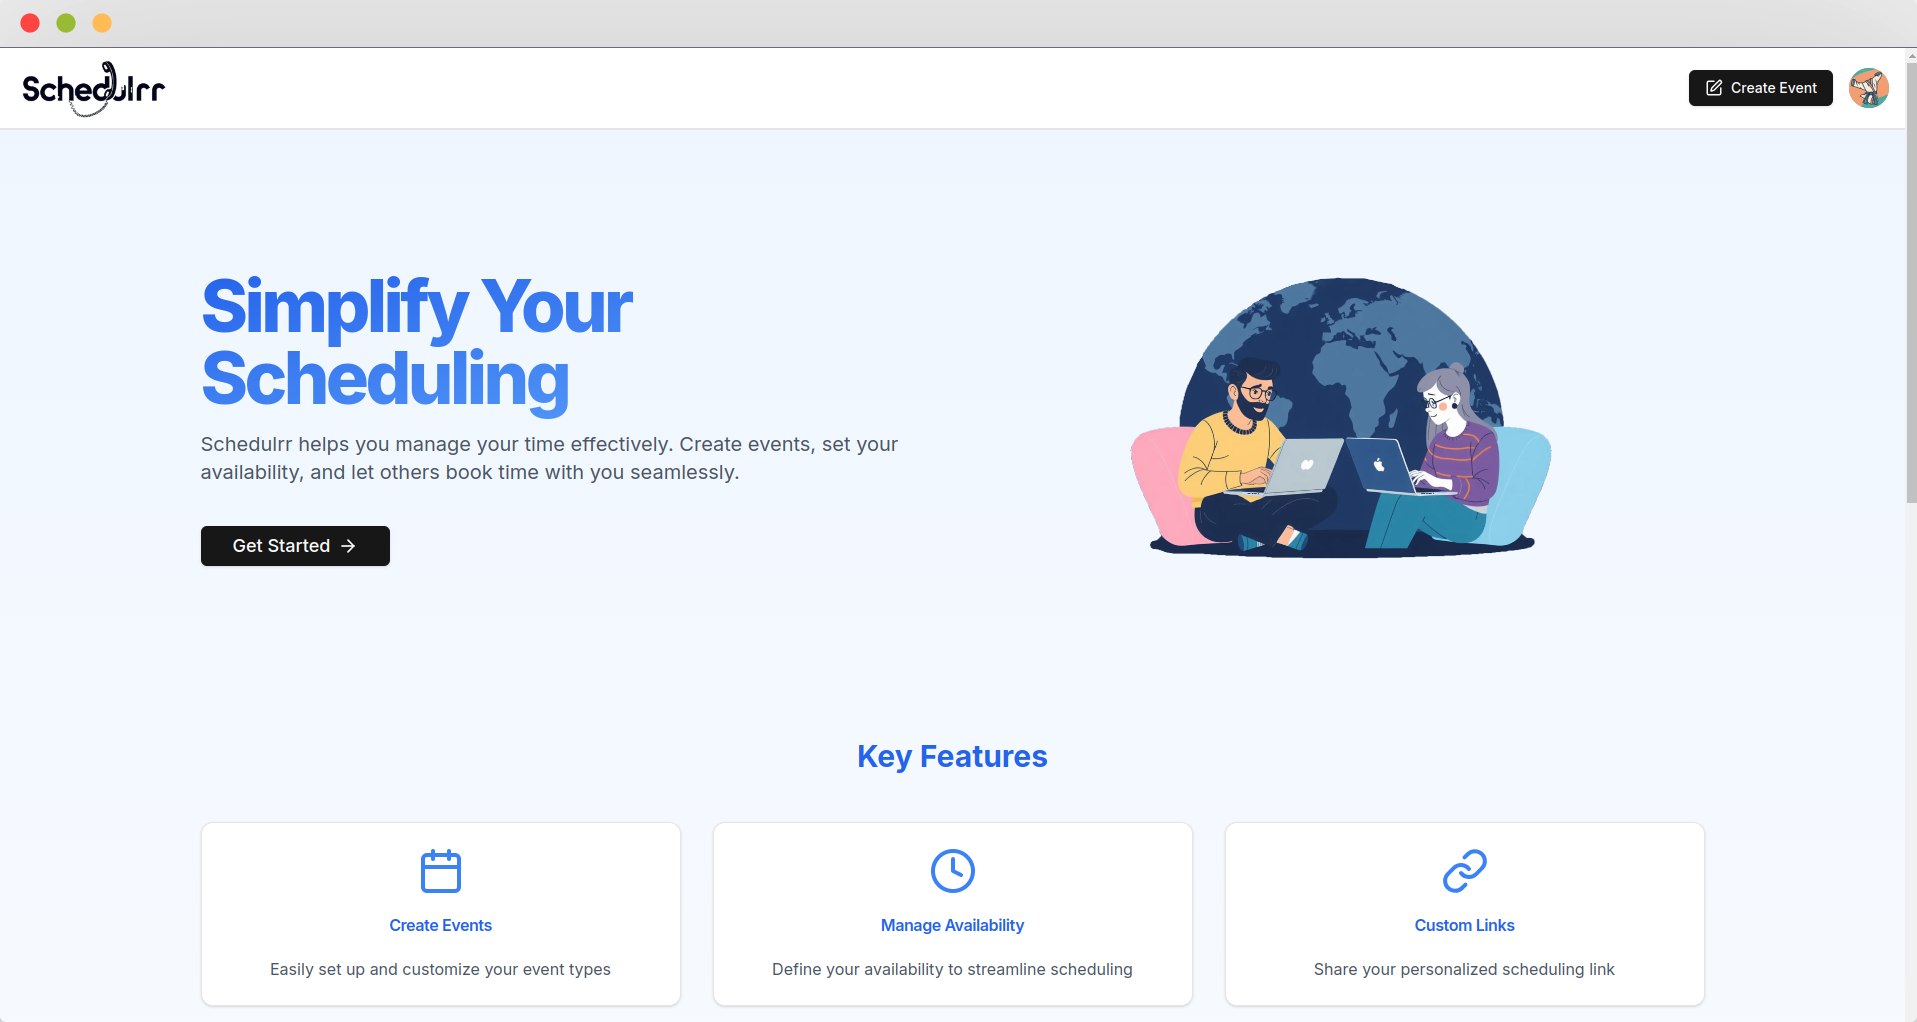 Schedulrr
Create Event
Simplify Your
Scheduling
Schedulrr helps you manage your time effectively. Create events, set your
availability, and let others book time with you seamlessly.
Get Started
Key Features
Create Events
Easily set up and customize your event types
Manage Availability
Define your availability to streamline scheduling
Custom Links
Share your personalized scheduling link